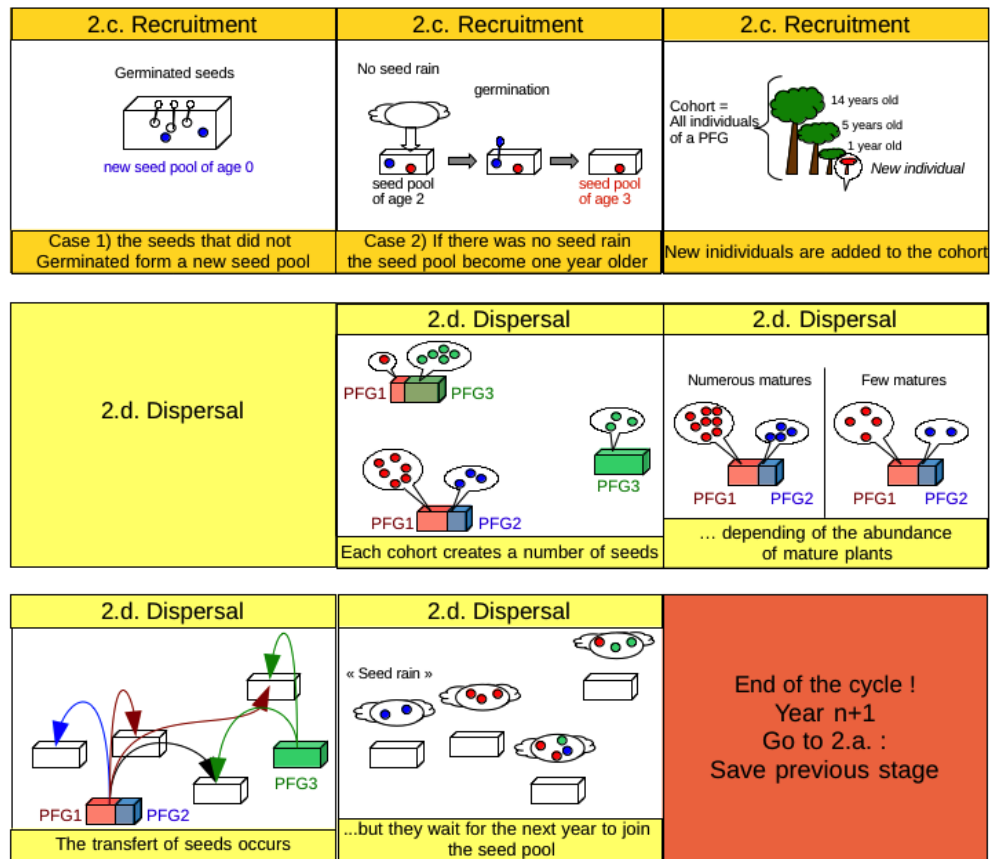 2.c. Recruitment
Germinated seeds
new seed pool of age 0
Case 1) the seeds that did not
Germinated form a new seed pool
2.c. Recruitment
No seed rain
germination
seed pool
of age 2
seed pool
of age 3
Case 2) If there was no seed rain
the seed pool become one year older
2.c. Recruitment
Cohort =
All individuals
of a PFG
14 years old
5 years old
1 year old
New individual
New inidividuals are added to the cohort
2.d. Dispersal
2.d. Dispersal
PFG1
PFG3
PFG3
PFG1
PFG2
Each cohort creates a number of seeds
2.d. Dispersal
Numerous matures
Few matures
PFG1
PFG2
PFG1
PFG2
... depending of the abundance
of mature plants
2.d. Dispersal
PFG3
PFG1
PFG2
The transfert of seeds occurs
2.d. Dispersal
« Seed rain »
...but they wait for the next year to join
the seed pool
End of the cycle !
Year n+1
Go to 2.a. :
Save previous stage